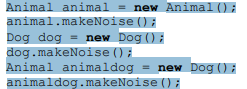 Animal animal = new Animal();
animal.makeNoise();
Dog dog = new Dog();
dog.makeNoise();
Animal animaldog = new Dog();
animaldog.makeNoise();